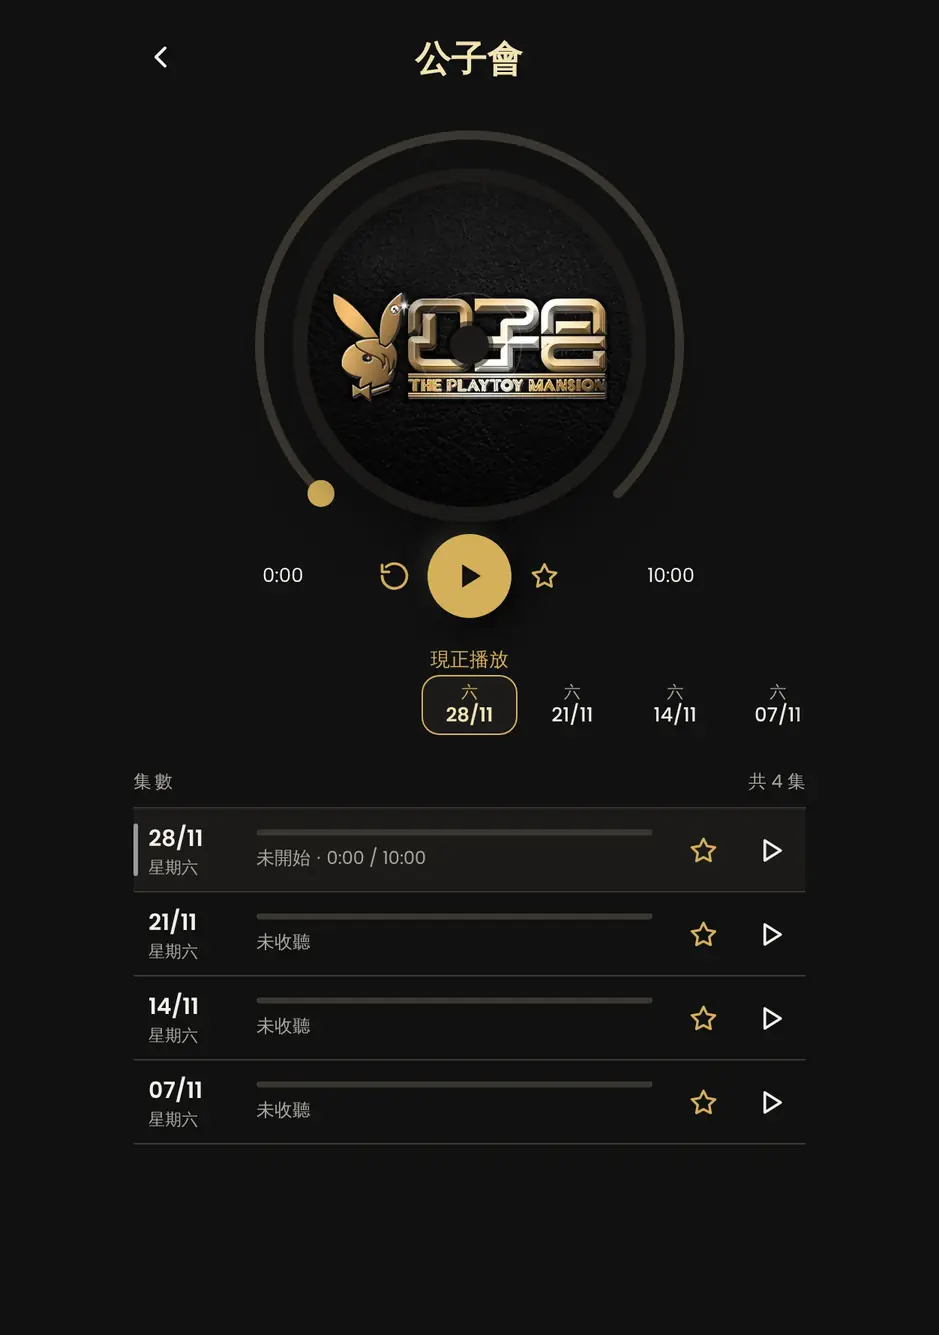 公子會
THE PLAYTOY MANSION
0:00
10:00
現正播放
六
28/11
六
21/11
六
14/11
六
07/11
集數
共 4 集
28/11
星期六
未開始 · 0:00 / 10:00
21/11
星期六
未收聽
14/11
星期六
未收聽
07/11
星期六
未收聽